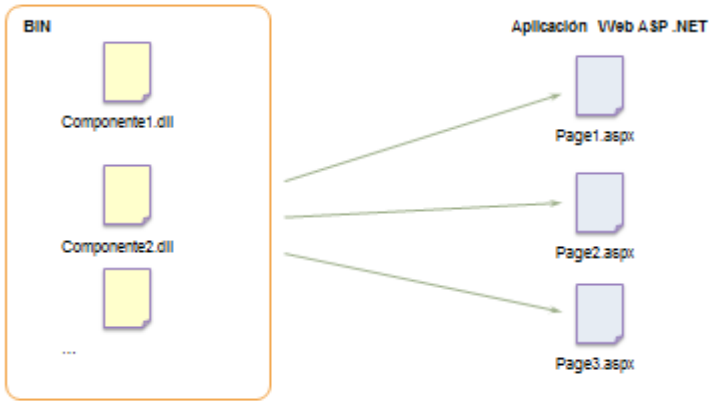 BIN
Componente1.dll
Componente2.dll
...
Aplicación Web ASP .NET
Page1.aspx
Page2.aspx
Page3.aspx